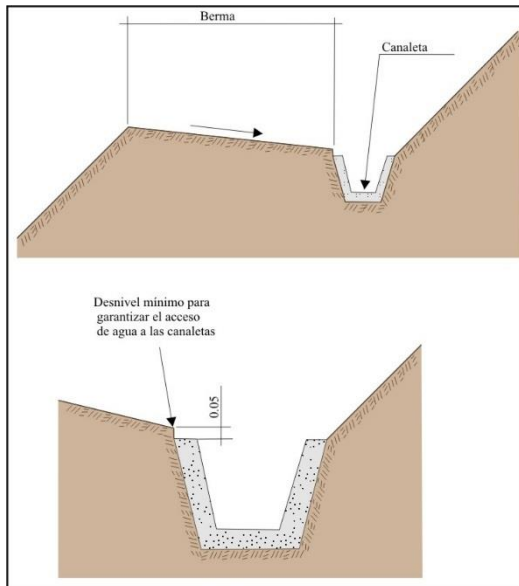 Berma
Canaleta
Desnivel mínimo para
garantizar el acceso
de agua a las canaletas
0.05